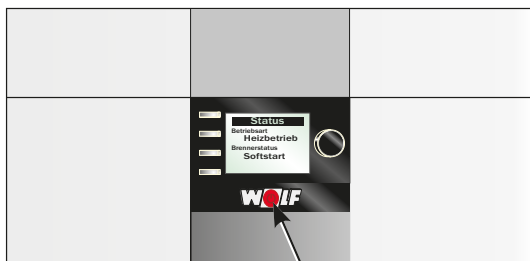 Status
Betriebsart
Heizbetrieb
Brennerstatus
Softstart
WOLF